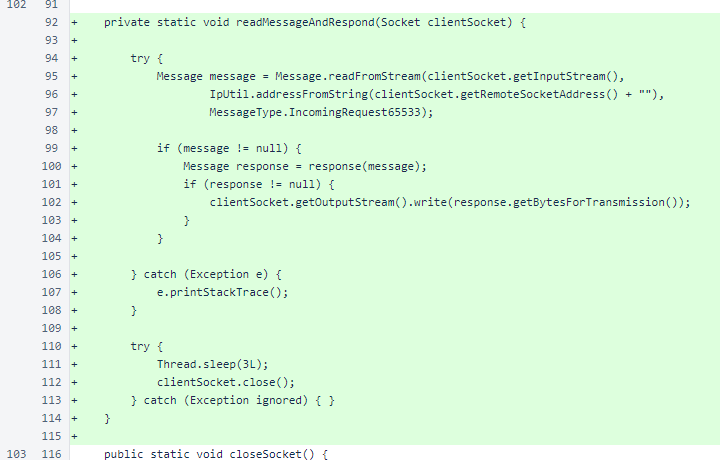 102 91
92 + private static void readMessageAndRespond(Socket clientSocket) {
93 +
94 + try {
95 + Message message = Message.readFromStream(clientSocket.getInputStream(),
96 + IpUtil.addressFromString(clientSocket.getRemoteSocketAddress() + ""),
97 + MessageType.IncomingRequest65533);
98 +
99 + if (message != null) {
100 + Message response = response(message);
101 + if (response != null) {
102 + clientSocket.getOutputStream().write(response.getBytesForTransmission());
103 + }
104 + }
105 +
106 + } catch (Exception e) {
107 + e.printStackTrace();
108 + }
109 +
110 + try {
111 + Thread.sleep(3L);
112 + clientSocket.close();
113 + } catch (Exception ignored) { }
114 + }
115 +
103 116 public static void closeSocket() {